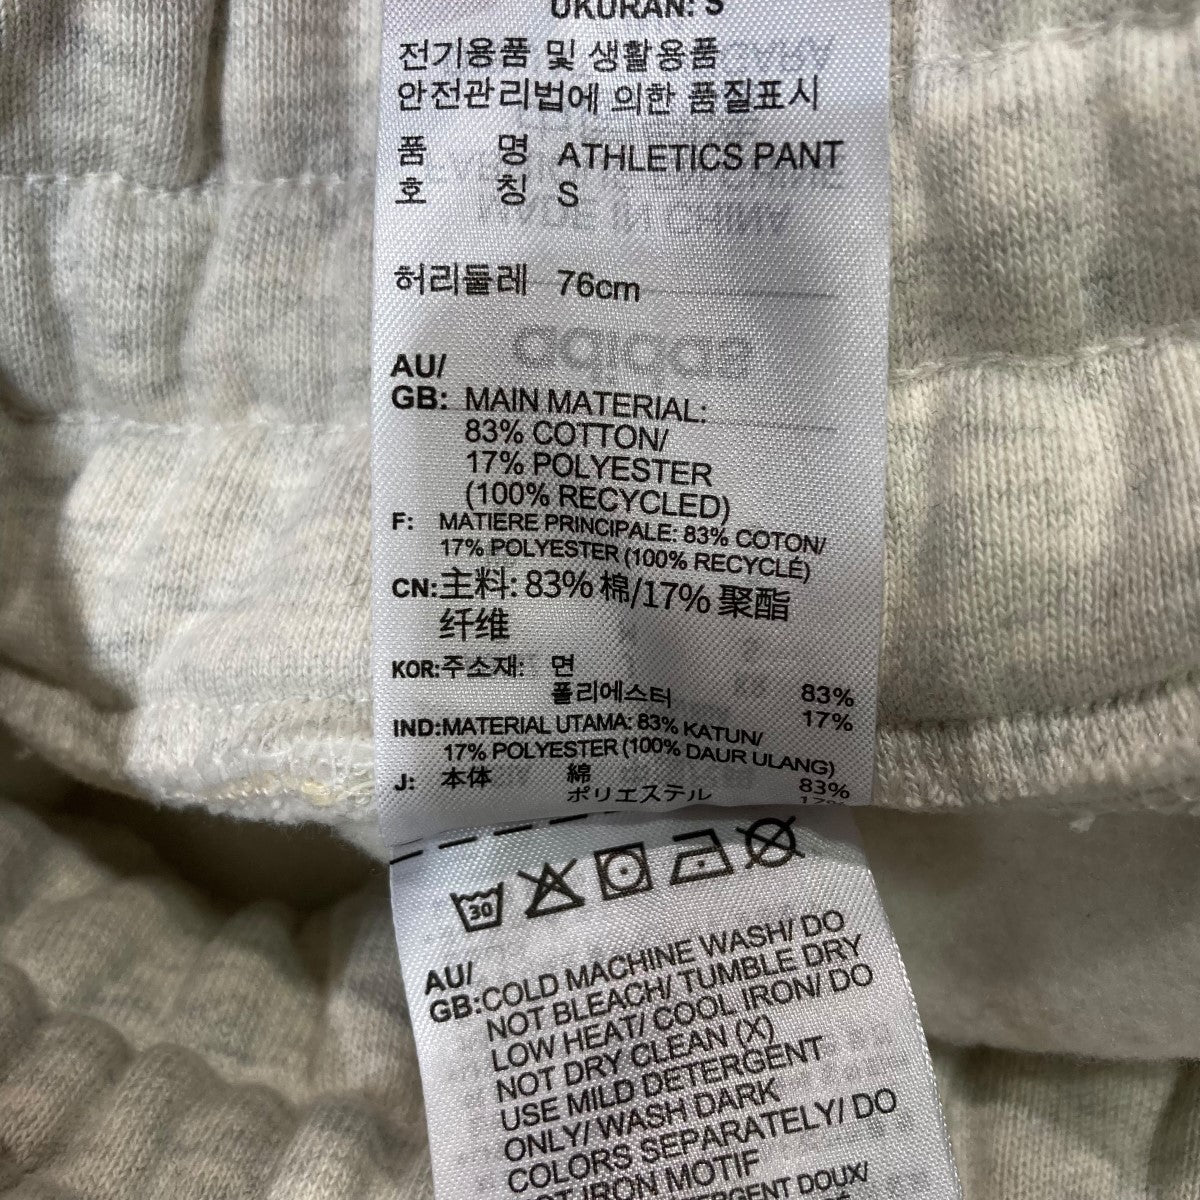 UKURAN: S
전기용품 및 생활용품
안전관리법에 의한 품질표시
품 명 ATHLETICS PANT
호 칭 S
허리둘레 76cm
AU/
GB: MAIN MATERIAL:
83% COTTON/
17% POLYESTER
(100% RECYCLED)
F: MATIERE PRINCIPALE: 83% COTON/
17% POLYESTER (100% RECYCLÉ)
CN: 主料: 83% 棉/17% 聚酯
纤维
KOR: 주소재: 면 83%
폴리에스터 17%
IND: MATERIAL UTAMA: 83% KATUN/
17% POLYESTER (100% DAUR ULANG)
J: 本体 綿 83%
ポリエステル 17%
30
AU/
GB: COLD MACHINE WASH/ DO
NOT BLEACH/ TUMBLE DRY
LOW HEAT/ COOL IRON/ DO
NOT DRY CLEAN (X)
USE MILD DETERGENT
ONLY/ WASH DARK
COLORS SEPARATELY/ DO
NOT IRON MOTIF
DETERGENT DOUX/